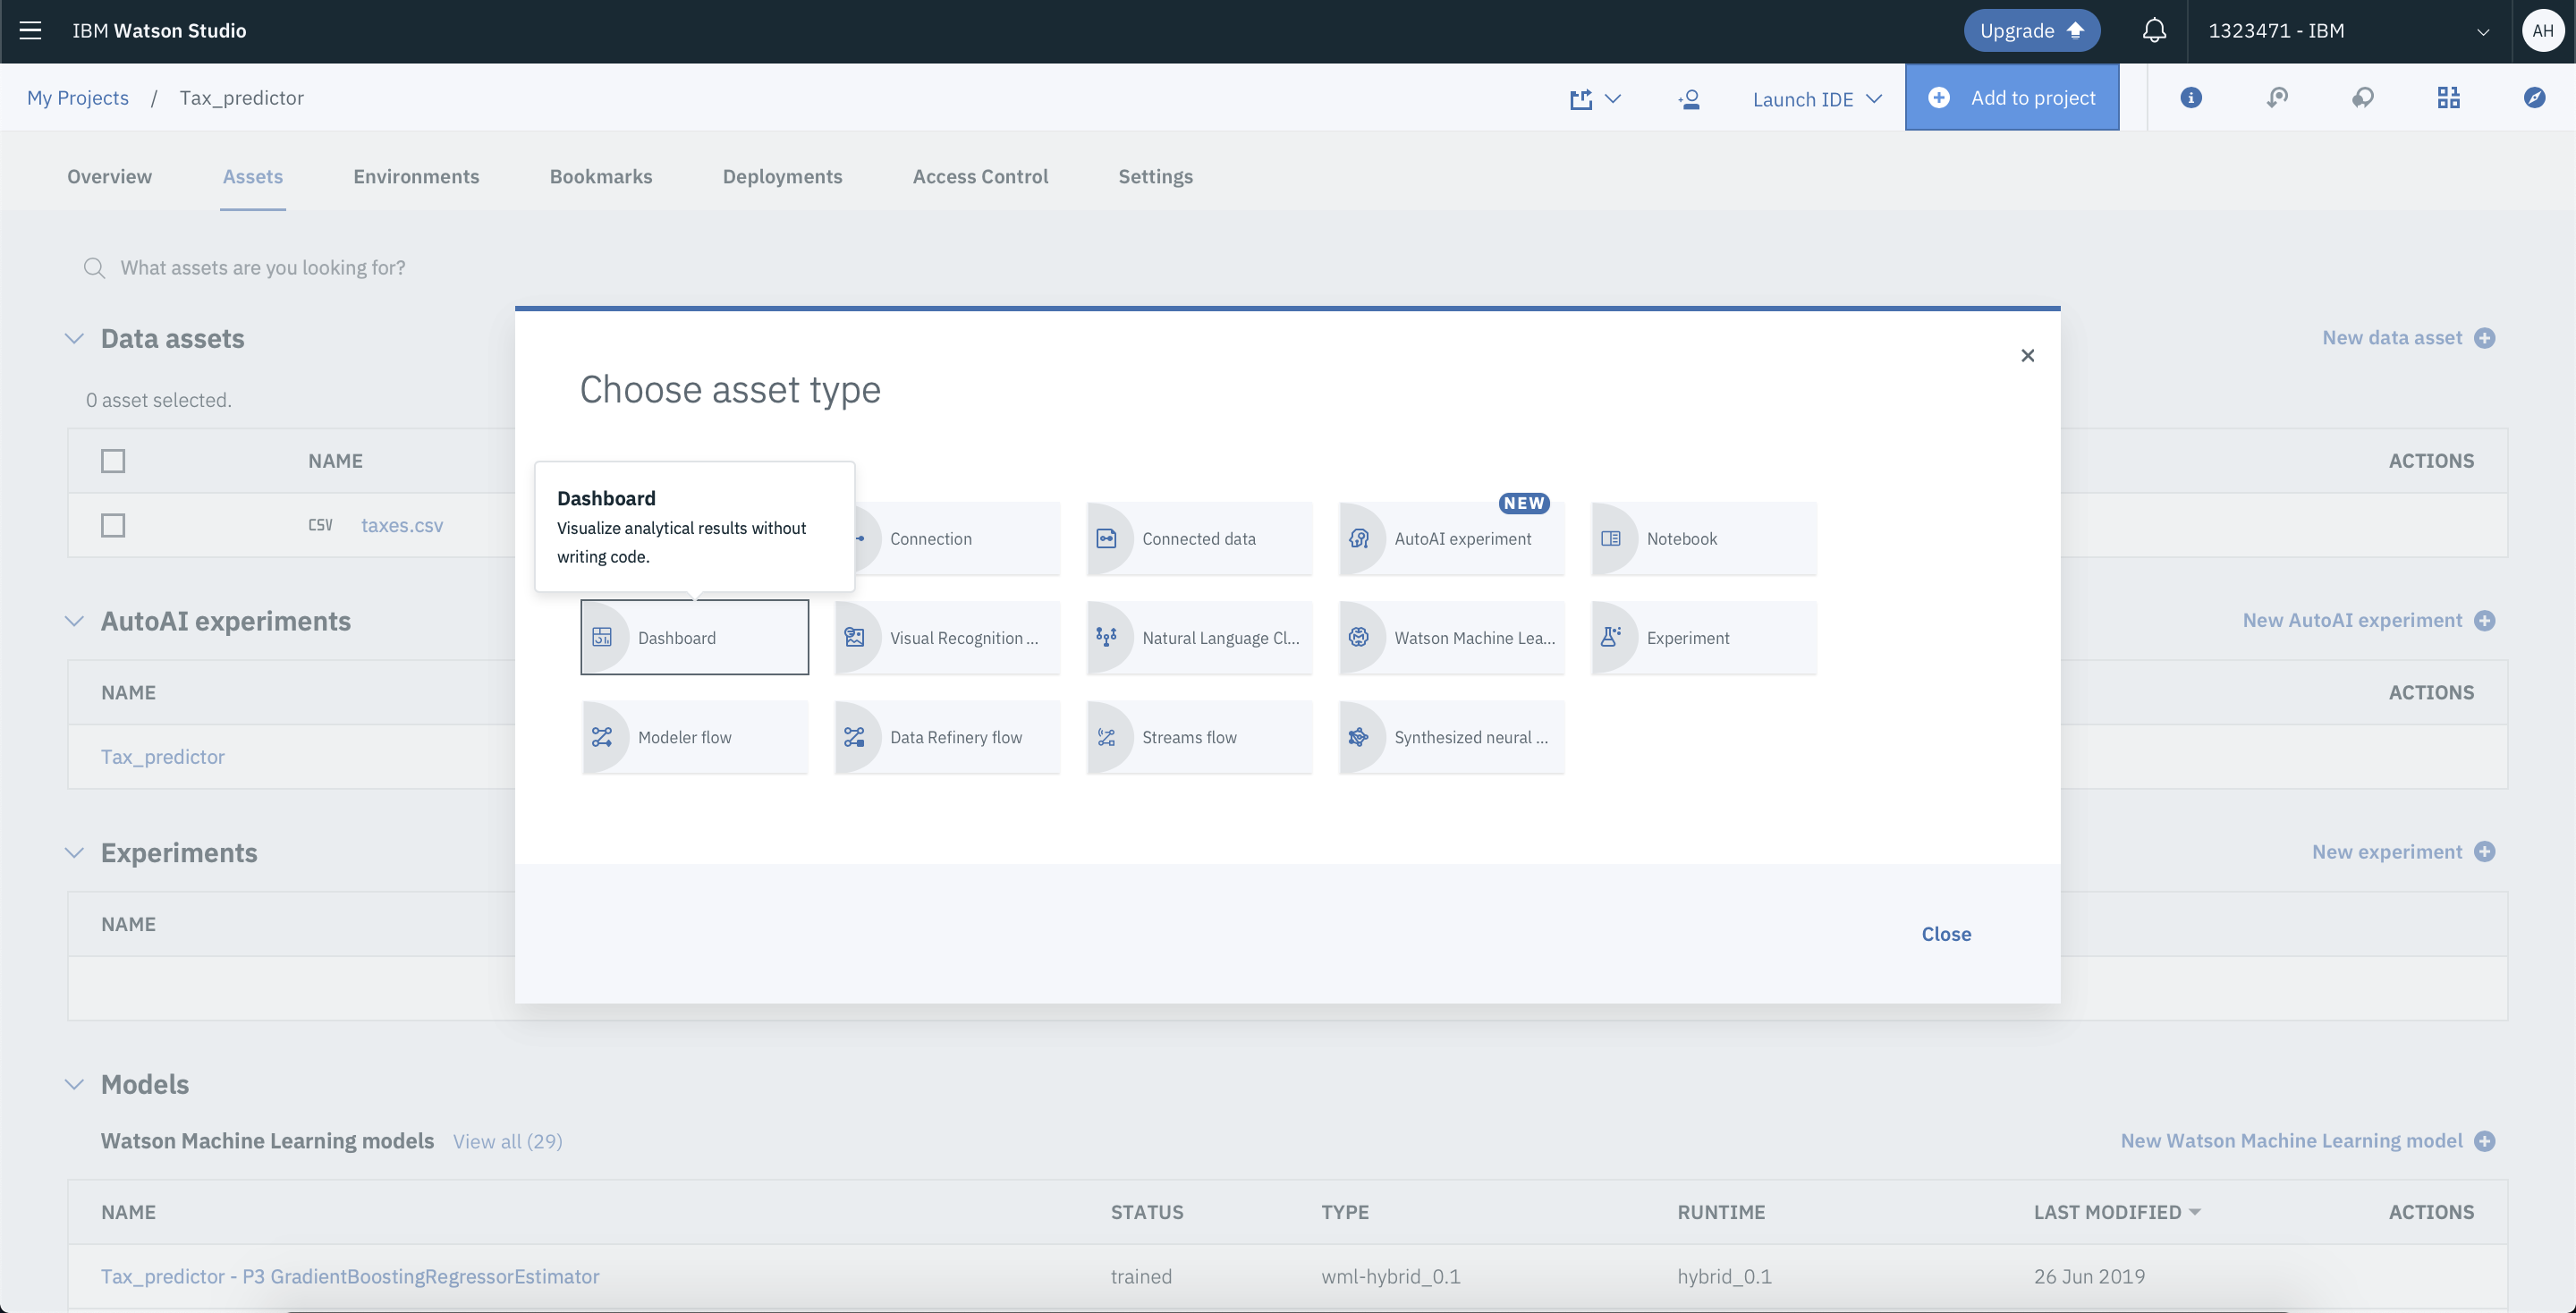 IBM Watson Studio
Upgrade
1323471 - IBM
AH
My Projects / Tax_predictor
Launch IDE
Add to project
Overview
Assets
Environments
Bookmarks
Deployments
Access Control
Settings
What assets are you looking for?
Data assets
New data asset
0 asset selected.
NAME
ACTIONS
CSV taxes.csv
AutoAI experiments
New AutoAI experiment
NAME
ACTIONS
Tax_predictor
Experiments
New experiment
NAME
Models
Watson Machine Learning models View all (29)
New Watson Machine Learning model
NAME
STATUS
TYPE
RUNTIME
LAST MODIFIED
ACTIONS
Tax_predictor - P3 GradientBoostingRegressorEstimator
trained
wml-hybrid_0.1
hybrid_0.1
26 Jun 2019
Choose asset type
Dashboard
Visualize analytical results without
writing code.
Connection
Connected data
NEW
AutoAI experiment
Notebook
Dashboard
Visual Recognition ...
Natural Language Cl...
Watson Machine Lea...
Experiment
Modeler flow
Data Refinery flow
Streams flow
Synthesized neural ...
Close